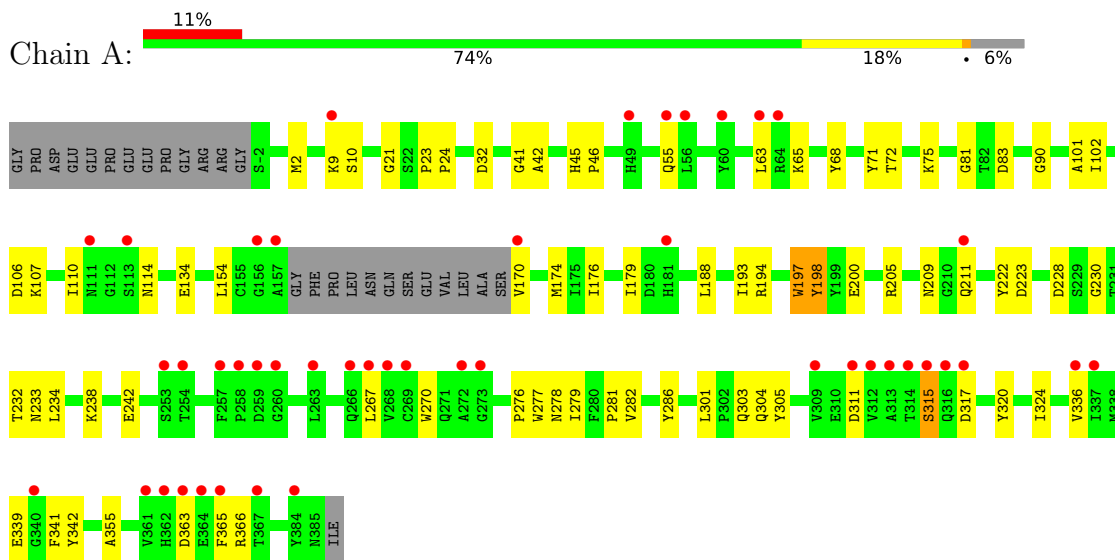 11%
Chain A:
74% 18% • 6%
GLY PRO ASP GLU GLU PRO GLU GLU PRO GLY ARG ARG GLY S-2 M2 K9 S10 G21 S22 P23 P24 D32 G41 A42 H45 P46 H49 Q55 L56 Y60 L63 R64 K65 Y68 Y71 T72 K75 G81 T82 D83 G90 A101 I102
D106 K107 I110 N111 G112 S113 N114 E134 L154 C155 G156 A157 GLY PHE PRO LEU ASN GLN SER GLU VAL LEU ALA SER V170 M174 I175 I176 I179 D180 H181 L188 I193 R194 W197 Y198 Y199 E200 R205 N209 G210 Q211 Y222 D223 D228 S229 G230 T231
T232 N233 L234 K238 E242 S253 T254 F257 P258 D259 G260 L263 Q266 L267 V268 C269 W270 Q271 A272 G273 P276 W277 N278 I279 F280 P281 V282 Y286 L301 P302 Q303 Q304 Y305 V309 E310 D311 V312 A313 T314 S315 Q316 D317 Y320 I324 V336 I337 M338
E339 G340 F341 Y342 A355 V361 H362 D363 E364 F365 R366 T367 Y384 N385 ILE